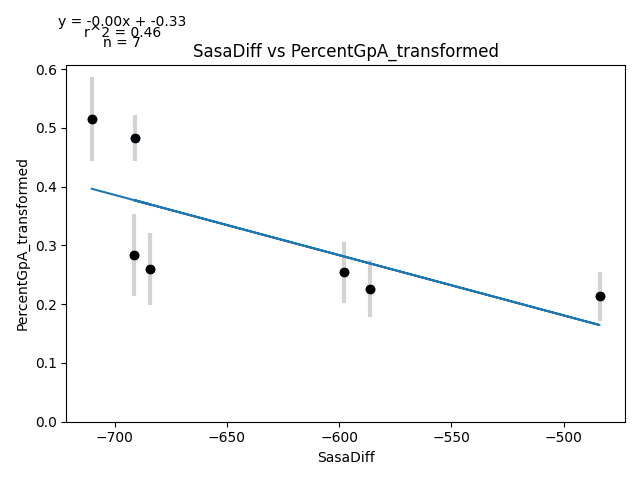 y = -0.00x + -0.33
r^2 = 0.46
n = 7
SasaDiff vs PercentGpA_transformed
PercentGpA_transformed
0.6
0.5
0.4
0.3
0.2
0.1
0.0
−700
−650
−600
−550
−500
SasaDiff